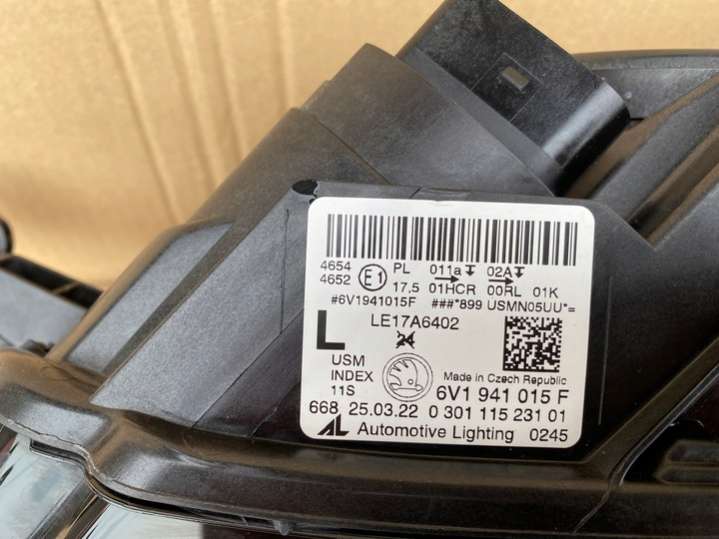 4654 E1 PL 011a 02A
4652 17,5 01HCR 00RL 01K
#6V1941015F ###*899 USMN05UU*=
L LE17A6402
USM
INDEX Made in Czech Republic
11S 6V1 941 015 F
668 25.03.22 0 301 115 231 01
AL Automotive Lighting 0245